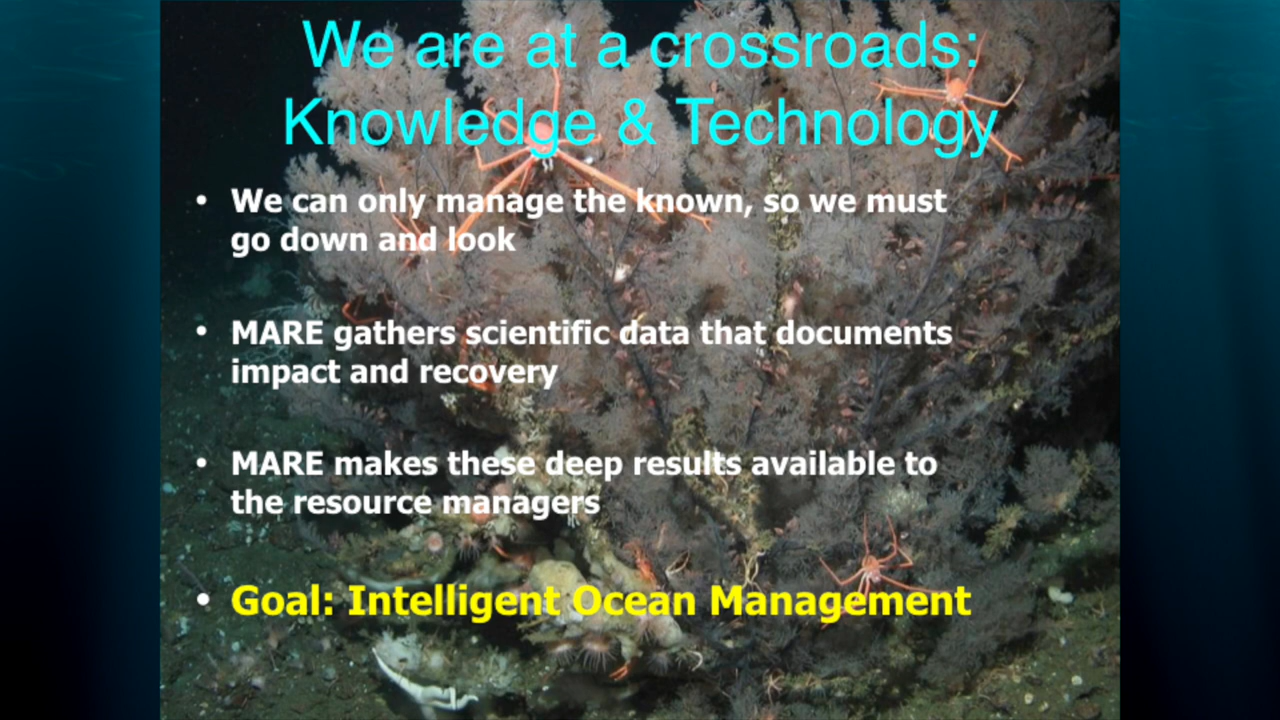 We are at a crossroads:
Knowledge & Technology
• We can only manage the known, so we must
go down and look
• MARE gathers scientific data that documents
impact and recovery
• MARE makes these deep results available to
the resource managers
• Goal: Intelligent Ocean Management